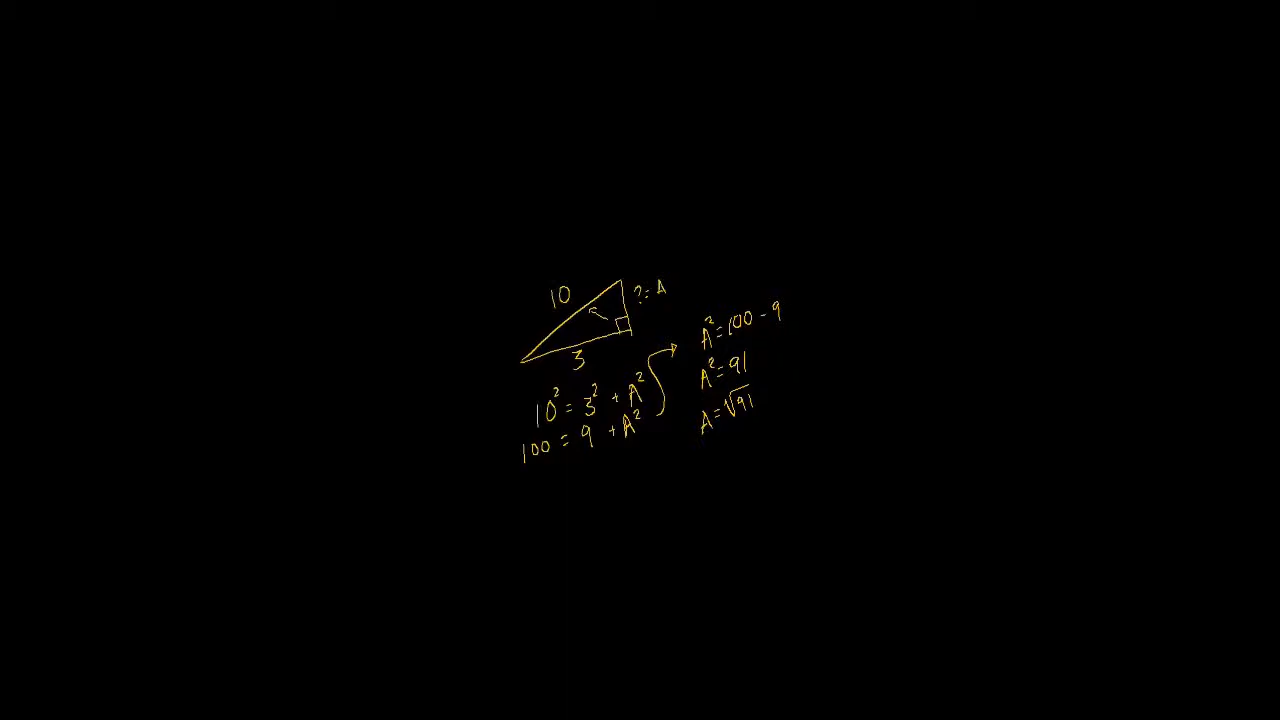 10
?=A
3
10² = 3² + A²
100 = 9 + A²
A²=100-9
A²=91
A=√91